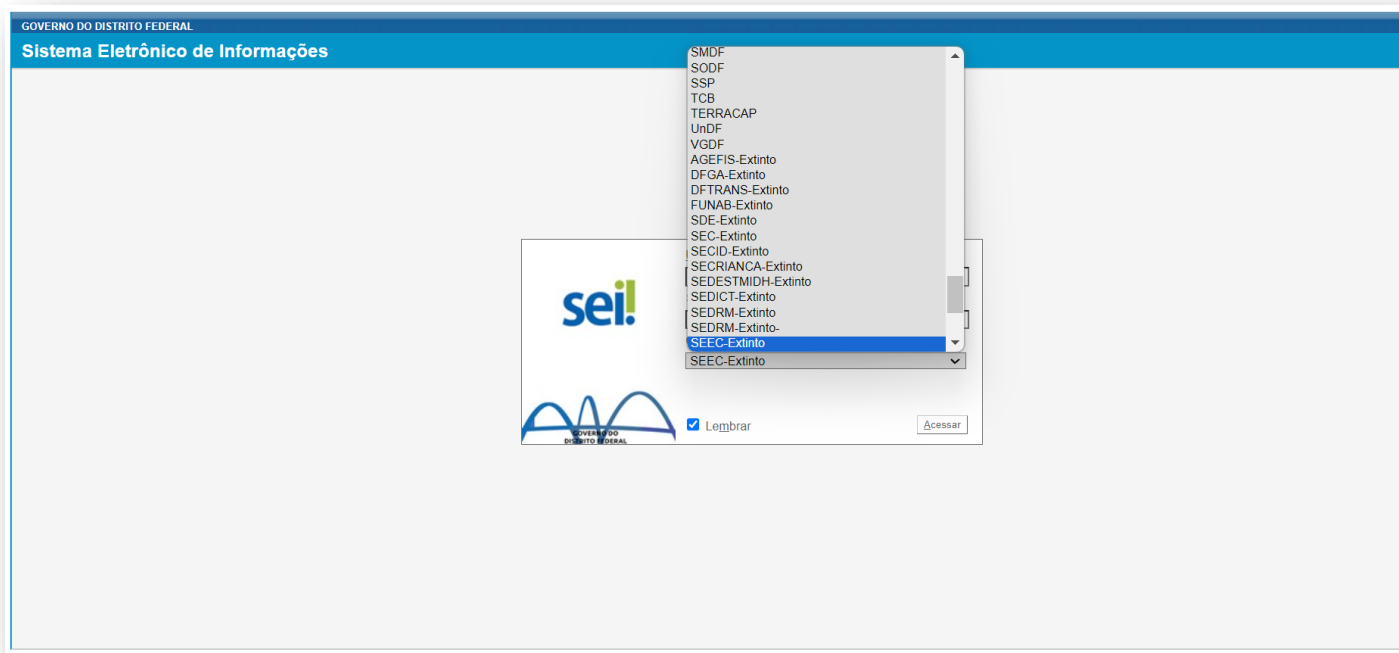 GOVERNO DO DISTRITO FEDERAL
Sistema Eletrônico de Informações
SMDF
SODF
SSP
TCB
TERRACAP
UnDF
VGDF
AGEFIS-Extinto
DFGA-Extinto
DFTRANS-Extinto
FUNAB-Extinto
SDE-Extinto
SEC-Extinto
SECID-Extinto
SECRIANCA-Extinto
SEDESTMIDH-Extinto
SEDICT-Extinto
SEDRM-Extinto
SEDRM-Extinto-
SEEC-Extinto
SEEC-Extinto
sei!
Lembrar
Acessar
GOVERNO DO
DISTRITO FEDERAL